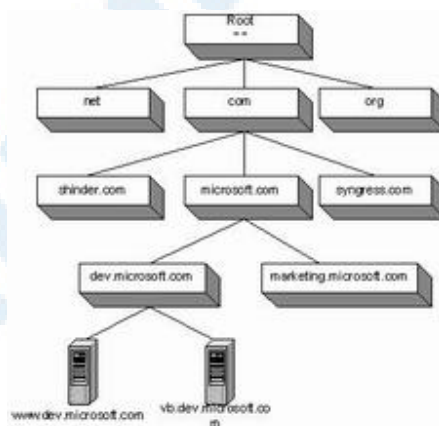 Root
net
com
org
shinder.com
microsoft.com
syngress.com
dev.microsoft.com
marketing.microsoft.com
www.dev.microsoft.com
vb.dev.microsoft.co
m